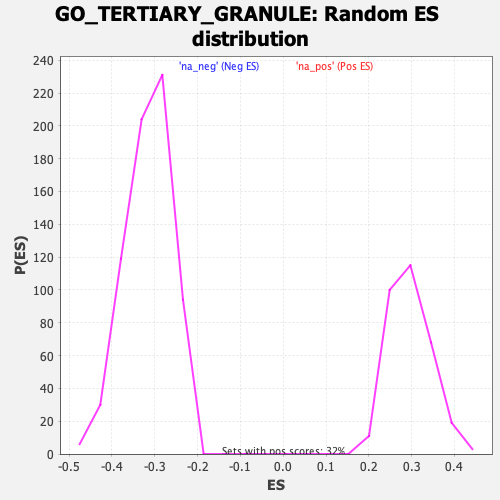 GO_TERTIARY_GRANULE: Random ES
distribution
'na_neg' (Neg ES) 'na_pos' (Pos ES)
240
220
200
180
160
140
120
100
80
60
40
20
0
P(ES)
Sets with pos scores: 32%
-0.5 -0.4 -0.3 -0.2 -0.1 0.0 0.1 0.2 0.3 0.4
ES